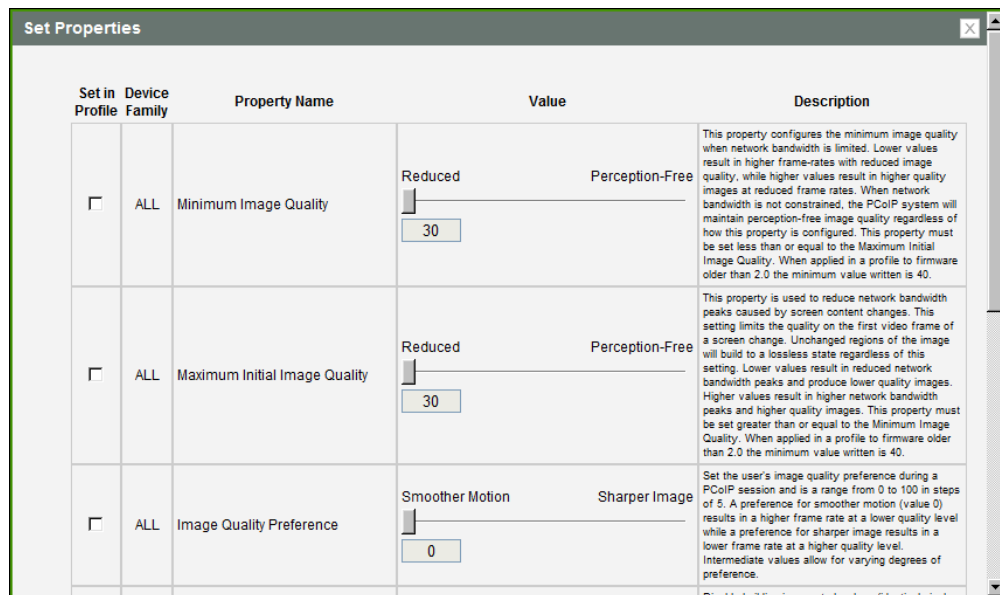 Set Properties
X
Set in Profile
Device Family
Property Name
Value
Description
ALL
Minimum Image Quality
Reduced
Perception-Free
30
This property configures the minimum image quality
when network bandwidth is limited. Lower values
result in higher frame-rates with reduced image
quality, while higher values result in higher quality
images at reduced frame rates. When network
bandwidth is not constrained, the PCoIP system will
maintain perception-free image quality regardless of
how this property is configured. This property must
be set less than or equal to the Maximum Initial
Image Quality. When applied in a profile to firmware
older than 2.0 the minimum value written is 40.
ALL
Maximum Initial Image Quality
Reduced
Perception-Free
30
This property is used to reduce network bandwidth
peaks caused by screen content changes. This
setting limits the quality on the first video frame of
a screen change. Unchanged regions of the image
will build to a lossless state regardless of this
setting. Lower values result in reduced network
bandwidth peaks and produce lower quality images.
Higher values result in higher network bandwidth
peaks and higher quality images. This property must
be set greater than or equal to the Minimum Image
Quality. When applied in a profile to firmware older
than 2.0 the minimum value written is 40.
ALL
Image Quality Preference
Smoother Motion
Sharper Image
0
Set the user's image quality preference during a
PCoIP session and is a range from 0 to 100 in steps
of 5. A preference for smoother motion (value 0)
results in a higher frame rate at a lower quality level
while a preference for sharper image results in a
lower frame rate at a higher quality level.
Intermediate values allow for varying degrees of
preference.